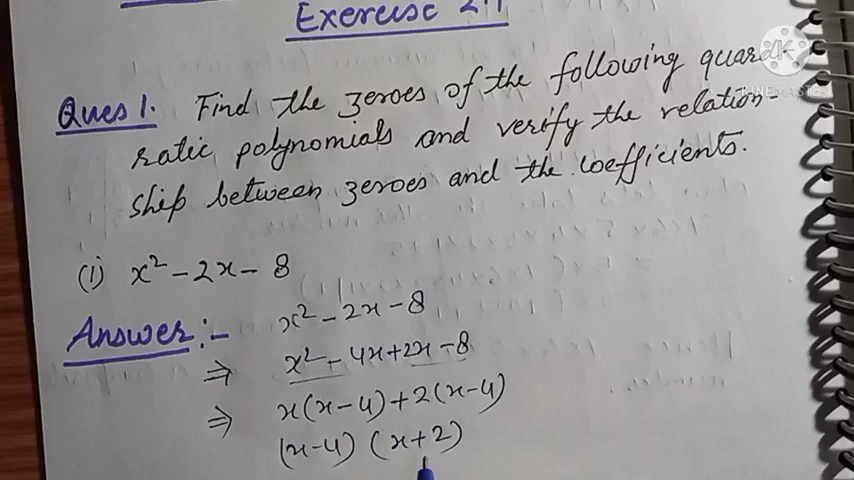 Exercise 2.1
Ques 1. Find the zeroes of the following quard-
ratic polynomials and verify the relation-
ship between zeroes and the coefficients.
(i) x² - 2x - 8
Answer :- x² - 2x - 8
⇒ x² - 4x + 2x - 8
⇒ x(x-4) + 2(x-4)
(x-4) (x+2)
KINEMASTER